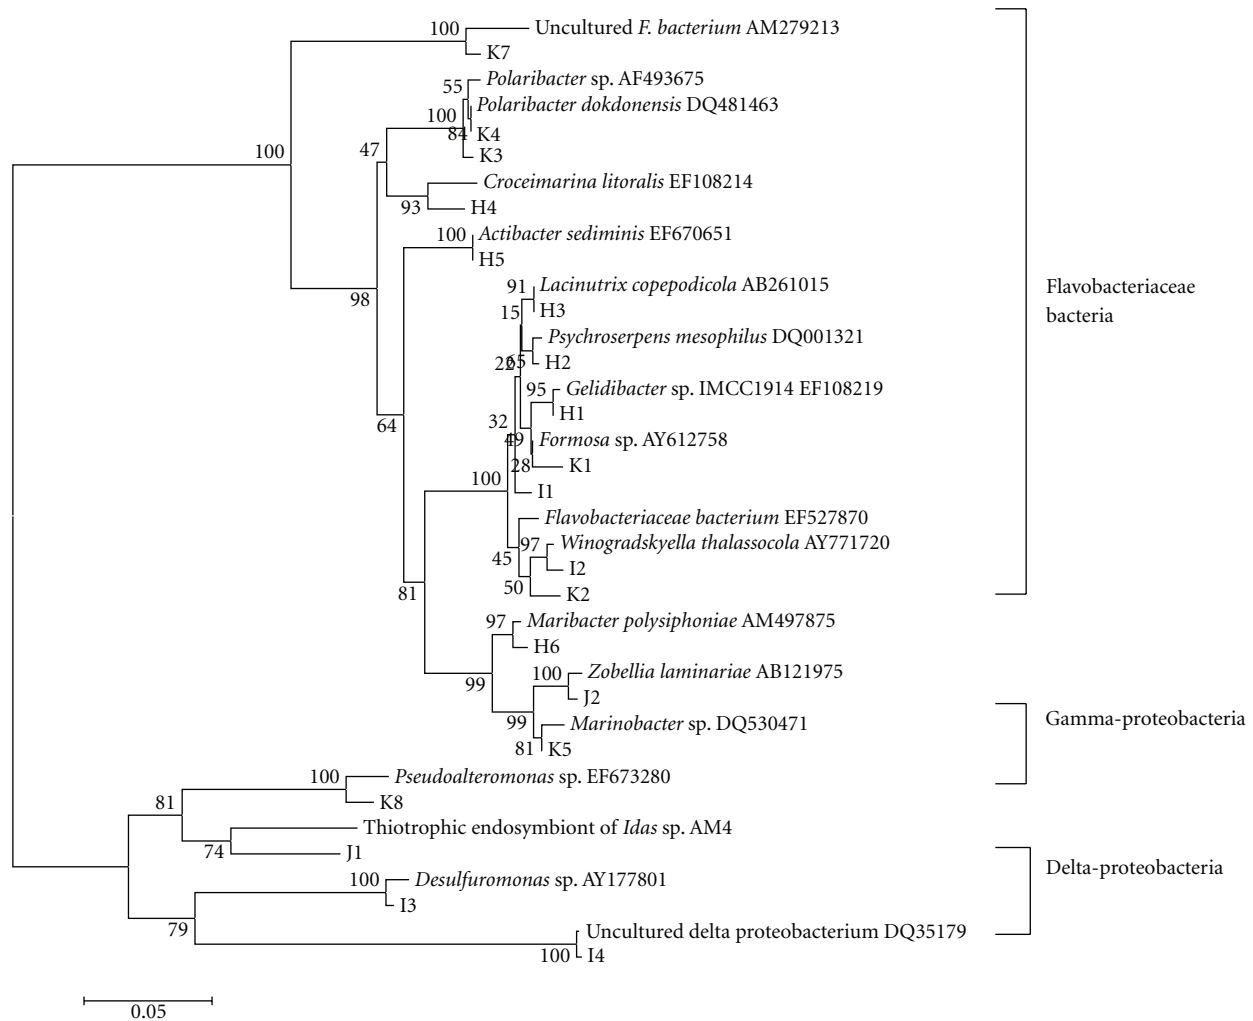 100
Uncultured F. bacterium AM279213
K7
55
Polaribacter sp. AF493675
Polaribacter dokdonensis DQ481463
100
84
K4
K3
100
47
Croceimarina litoralis EF108214
93
H4
100
Actibacter sediminis EF670651
H5
98
91
Lacinutrix copepodicola AB261015
15
H3
Flavobacteriaceae
bacteria
Psychroserpens mesophilus DQ001321
22
65
H2
95
Gelidibacter sp. IMCC1914 EF108219
H1
64
32
49
Formosa sp. AY612758
28
K1
100
I1
Flavobacteriaceae bacterium EF527870
97
Winogradskyella thalassocola AY771720
45
I2
50
K2
81
97
Maribacter polysiphoniae AM497875
H6
100
Zobellia laminariae AB121975
99
J2
99
Marinobacter sp. DQ530471
Gamma-proteobacteria
81
K5
100
Pseudoalteromonas sp. EF673280
81
K8
Thiotrophic endosymbiont of Idas sp. AM4
74
J1
Delta-proteobacteria
100
Desulfuromonas sp. AY177801
I3
79
Uncultured delta proteobacterium DQ35179
100
I4
0.05